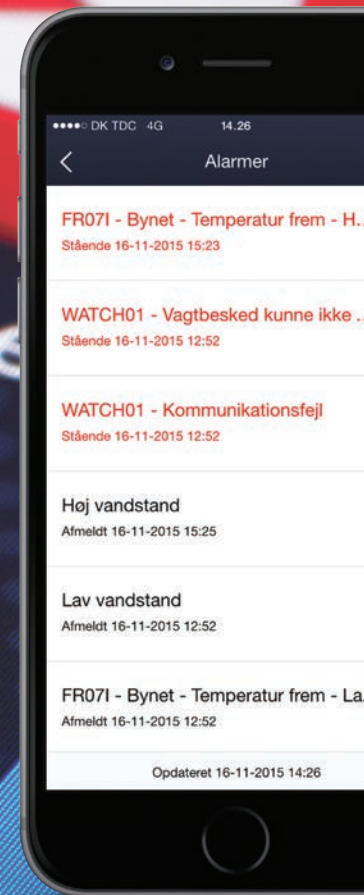 DK TDC 4G 14.26
Alarmer
FR07I - Bynet - Temperatur frem - H...
Stående 16-11-2015 15:23
WATCH01 - Vagtbesked kunne ikke ...
Stående 16-11-2015 12:52
WATCH01 - Kommunikationsfejl
Stående 16-11-2015 12:52
Høj vandstand
Afmeldt 16-11-2015 15:25
Lav vandstand
Afmeldt 16-11-2015 12:52
FR07I - Bynet - Temperatur frem - La...
Afmeldt 16-11-2015 12:52
Opdateret 16-11-2015 14:26